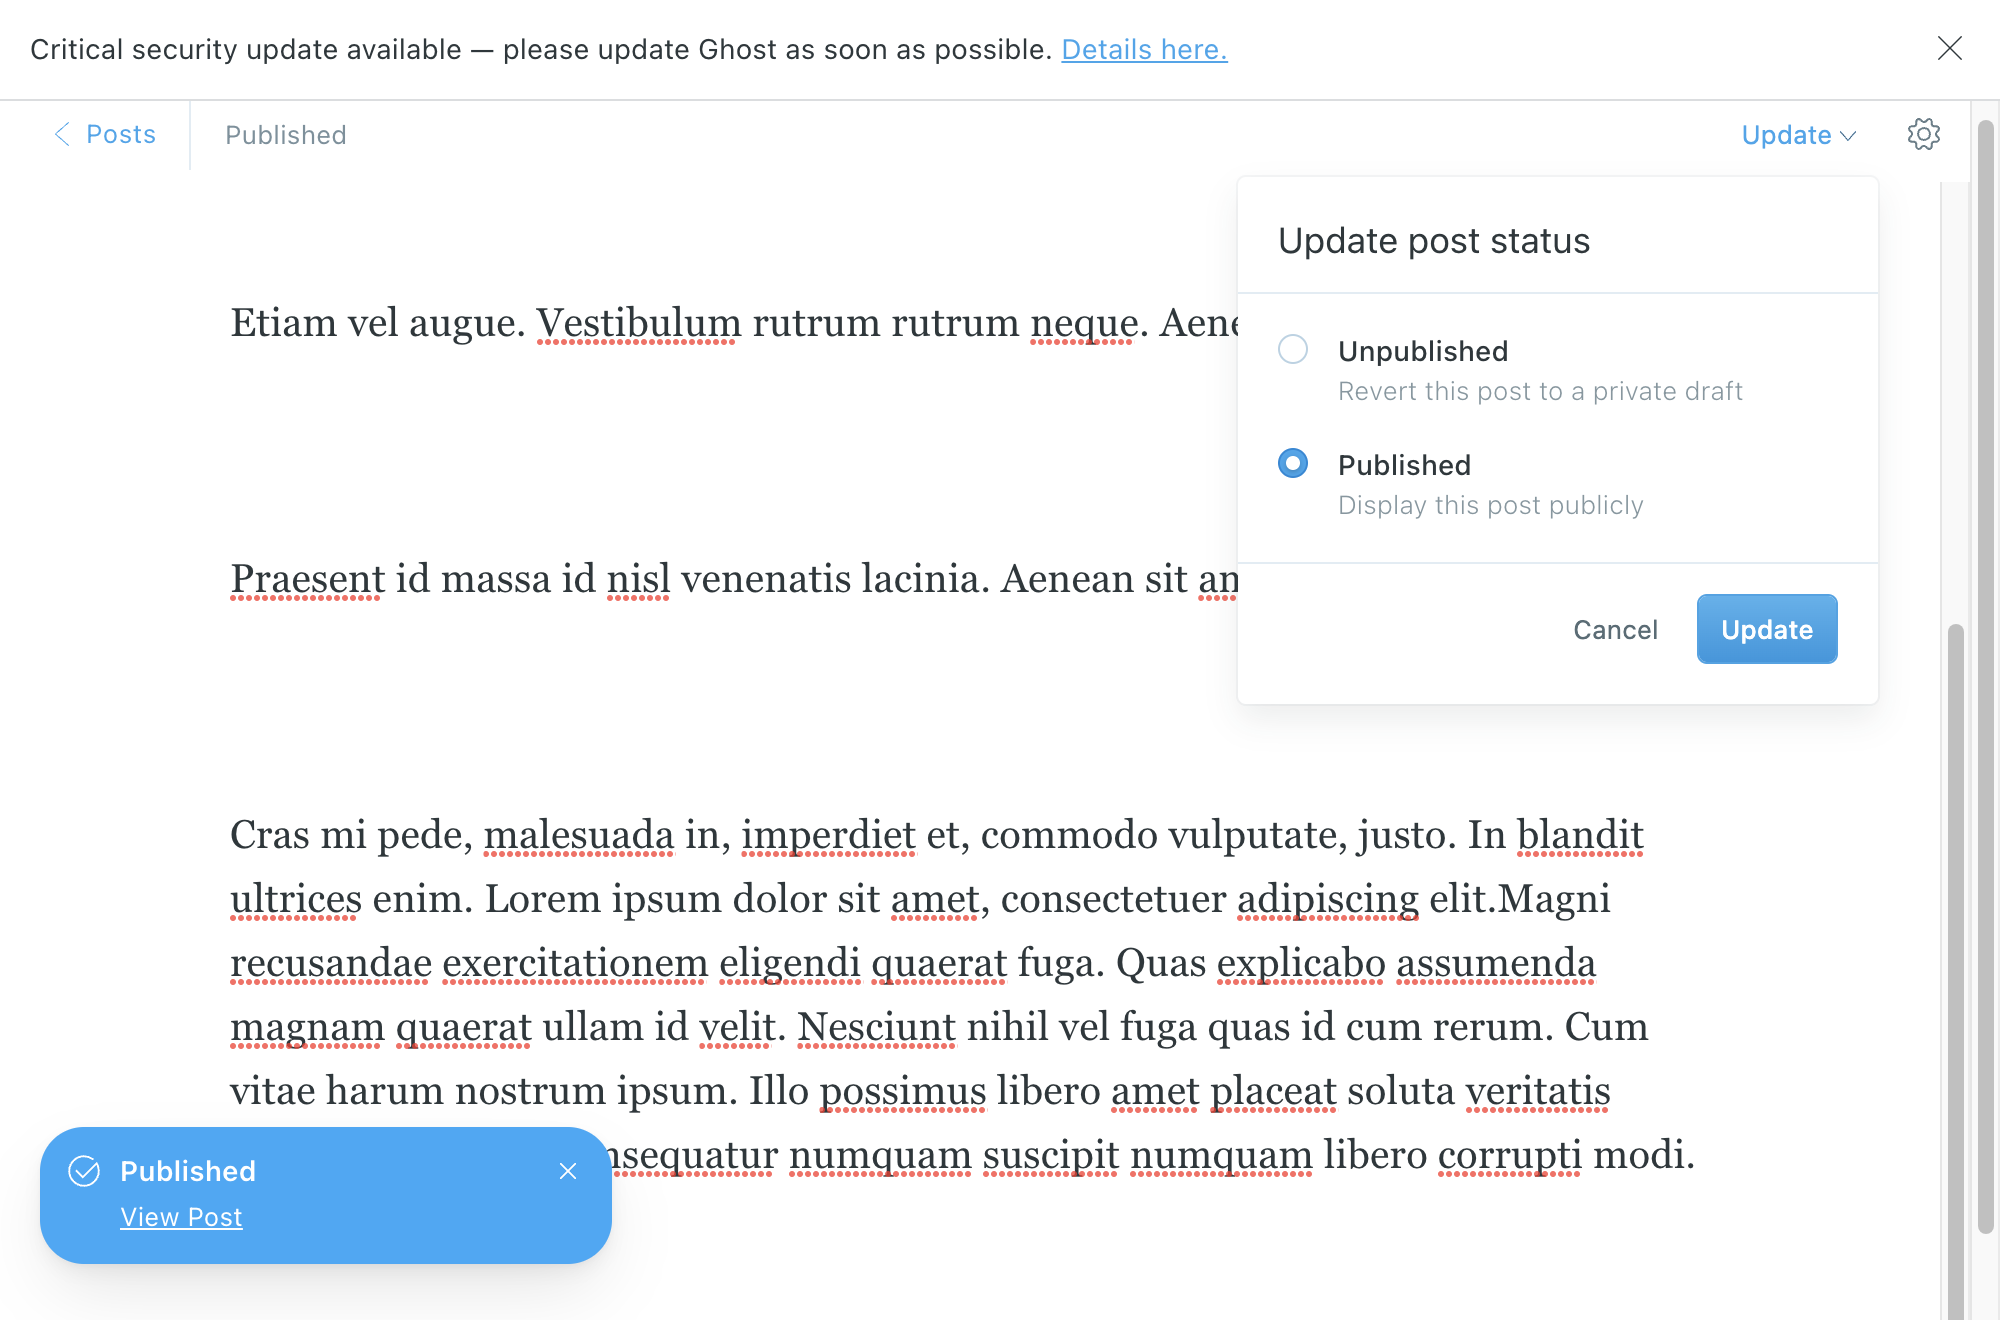 Critical security update available — please update Ghost as soon as possible. Details here.
Posts
Published
Update
Update post status
Unpublished
Revert this post to a private draft
Published
Display this post publicly
Cancel
Update
Etiam vel augue. Vestibulum rutrum rutrum neque.
Praesent id massa id nisl venenatis lacinia. Aenean sit
Cras mi pede, malesuada in, imperdiet et, commodo vulputate, justo. In blandit
ultrices enim. Lorem ipsum dolor sit amet, consectetuer adipiscing elit.Magni
recusandae exercitationem eligendi quaerat fuga. Quas explicabo assumenda
magnam quaerat ullam id velit. Nesciunt nihil vel fuga quas id cum rerum. Cum
vitae harum nostrum ipsum. Illo possimus libero amet placeat soluta veritatis
numquam suscipit numquam libero corrupti modi.
Published
View Post